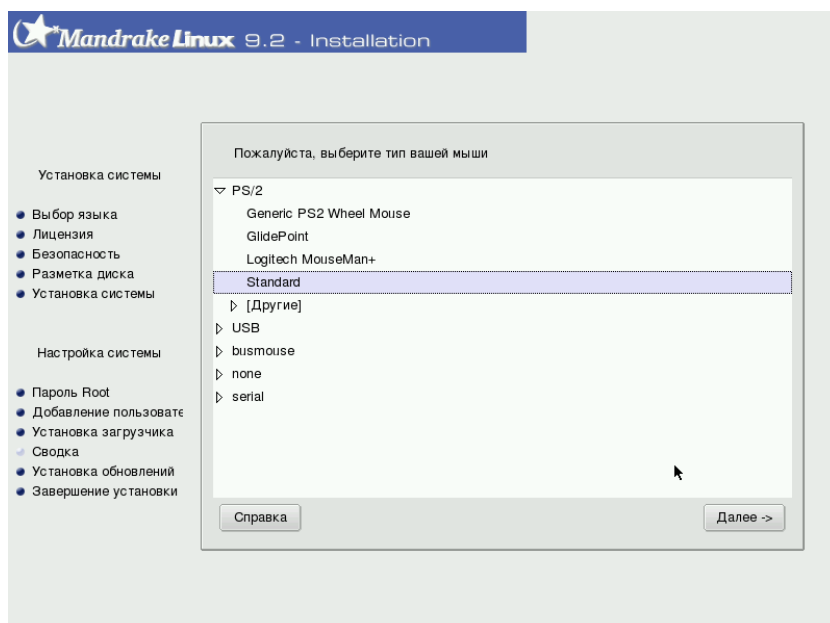 Mandrake Linux 9.2 - Installation
Пожалуйста, выберите тип вашей мыши
Установка системы
Выбор языка
Лицензия
Безопасность
Разметка диска
Установка системы
Настройка системы
Пароль Root
Добавление пользовате
Установка загрузчика
Сводка
Установка обновлений
Завершение установки
PS/2
Generic PS2 Wheel Mouse
GlidePoint
Logitech MouseMan+
Standard
[Другие]
USB
busmouse
none
serial
Справка
Далее ->